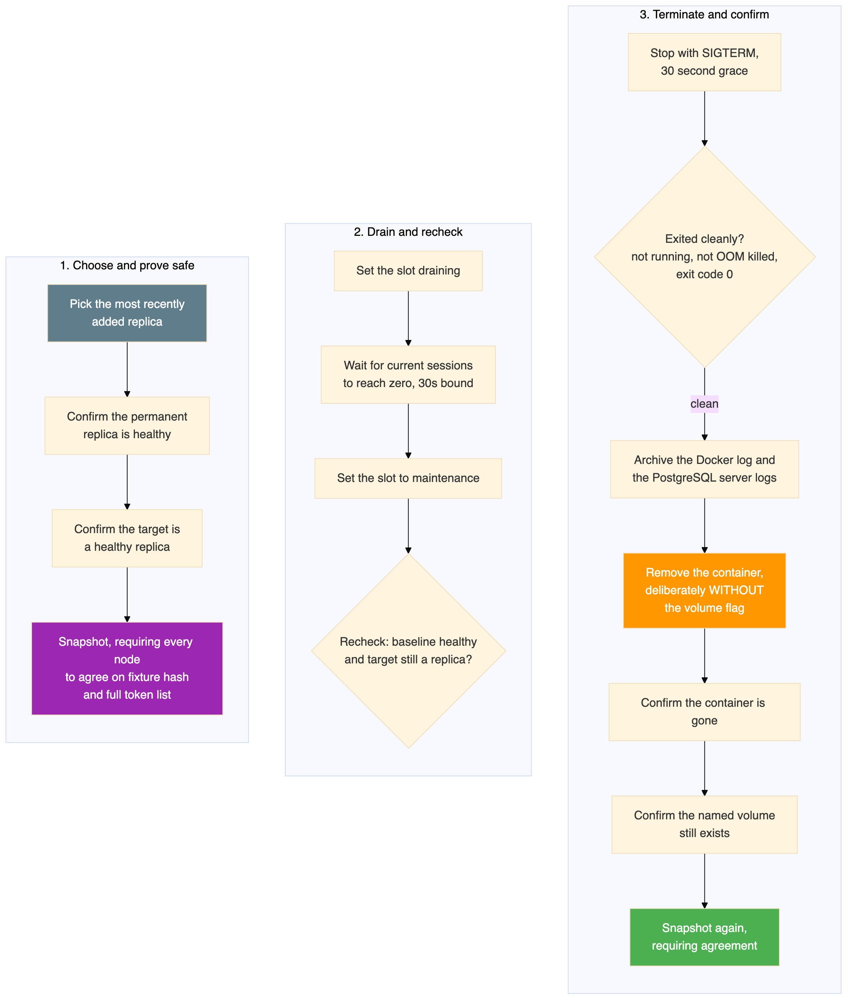 1. Choose and prove safe
Pick the most recently
added replica
Confirm the permanent
replica is healthy
Confirm the target is
a healthy replica
Snapshot, requiring every
node
to agree on fixture hash
and full token list
2. Drain and recheck
Set the slot draining
Wait for current sessions
to reach zero, 30s bound
Set the slot to maintenance
Recheck: baseline healthy
and target still a replica?
3. Terminate and confirm
Stop with SIGTERM,
30 second grace
Exited cleanly?
not running, not OOM killed,
exit code 0
clean
Archive the Docker log and
the PostgreSQL server logs
Remove the container,
deliberately WITHOUT
the volume flag
Confirm the container is
gone
Confirm the named volume
still exists
Snapshot again,
requiring agreement